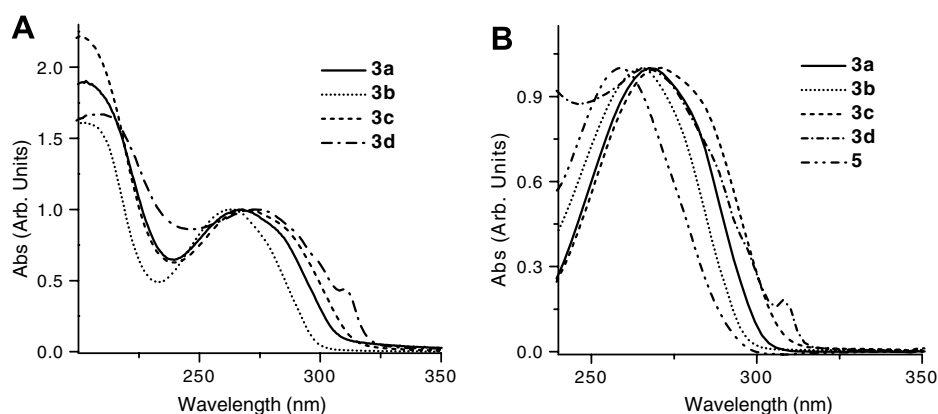 A
3a
3b
3c
3d
2.0
1.5
1.0
0.5
0.0
Abs (Arb. Units)
250
300
350
Wavelength (nm)
B
3a
3b
3c
3d
5
0.9
0.6
0.3
0.0
Abs (Arb. Units)
250
300
350
Wavelength (nm)